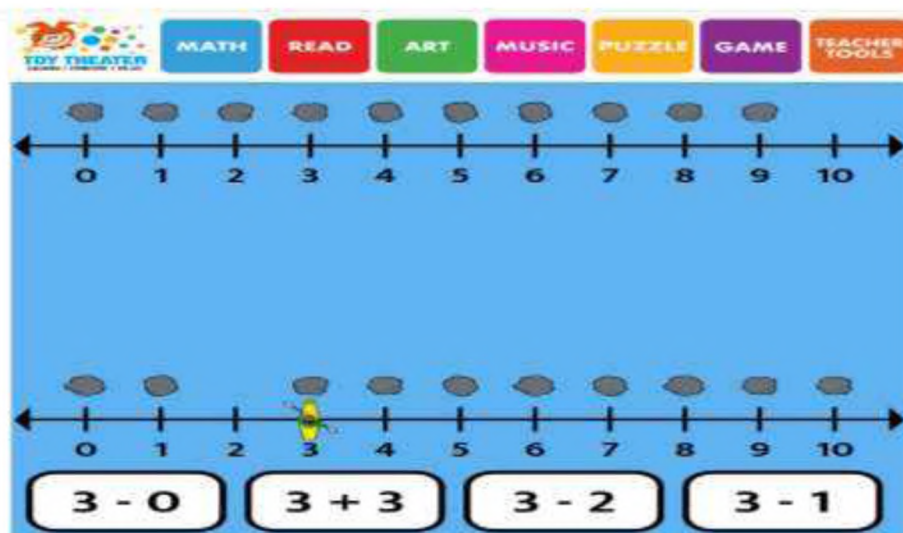 TOY THEATER
MATH READ ART MUSIC PUZZLE GAME TEACHER TOOLS
0 1 2 3 4 5 6 7 8 9 10
0 1 2 3 4 5 6 7 8 9 10
3 - 0 3 + 3 3 - 2 3 - 1